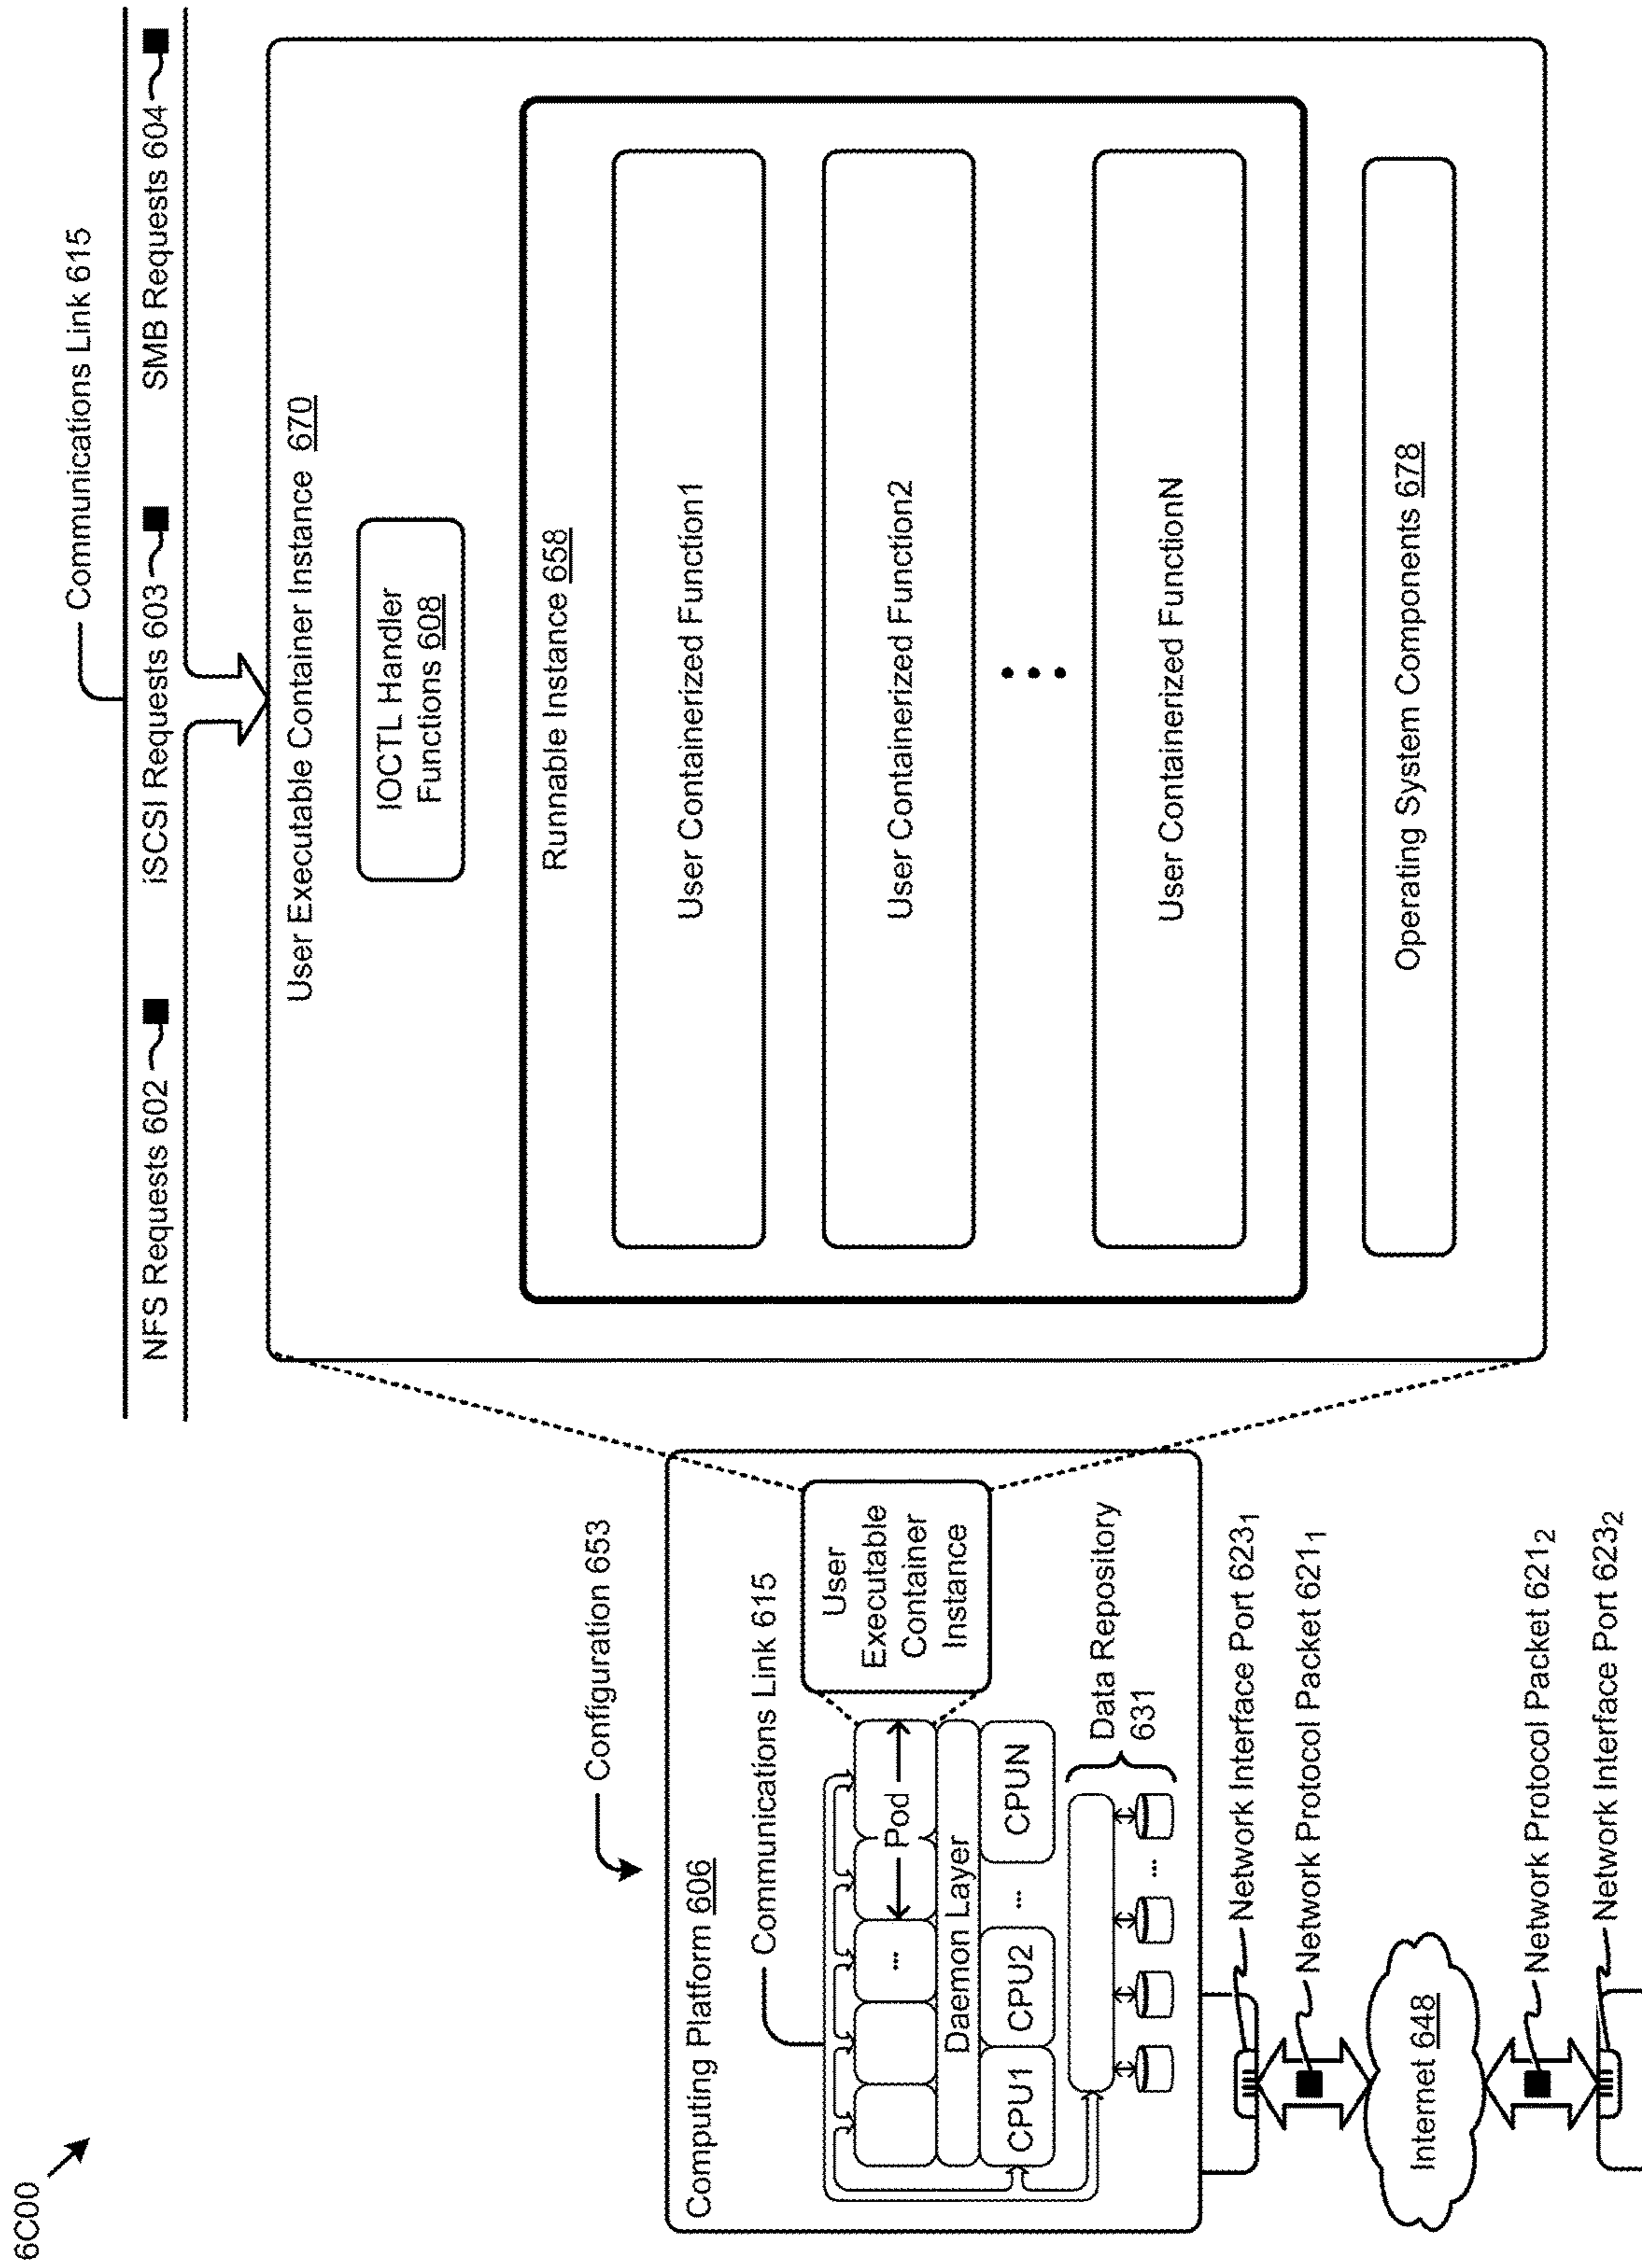 6C00
Communications Link 615
NFS Requests 602
iSCSI Requests 603
SMB Requests 604
Configuration 653
Computing Platform 606
Communications Link 615
Pod
...
Daemon Layer
CPU1
CPU2
...
CPUN
User
Executable
Container
Instance
Data Repository
631
...
Network Interface Port 623₁
Network Protocol Packet 621₁
Internet 648
Network Protocol Packet 621₂
Network Interface Port 623₂
User Executable Container Instance 670
IOCTL Handler
Functions 608
Runnable Instance 658
User Containerized Function1
User Containerized Function2
● ● ●
User Containerized FunctionN
Operating System Components 678